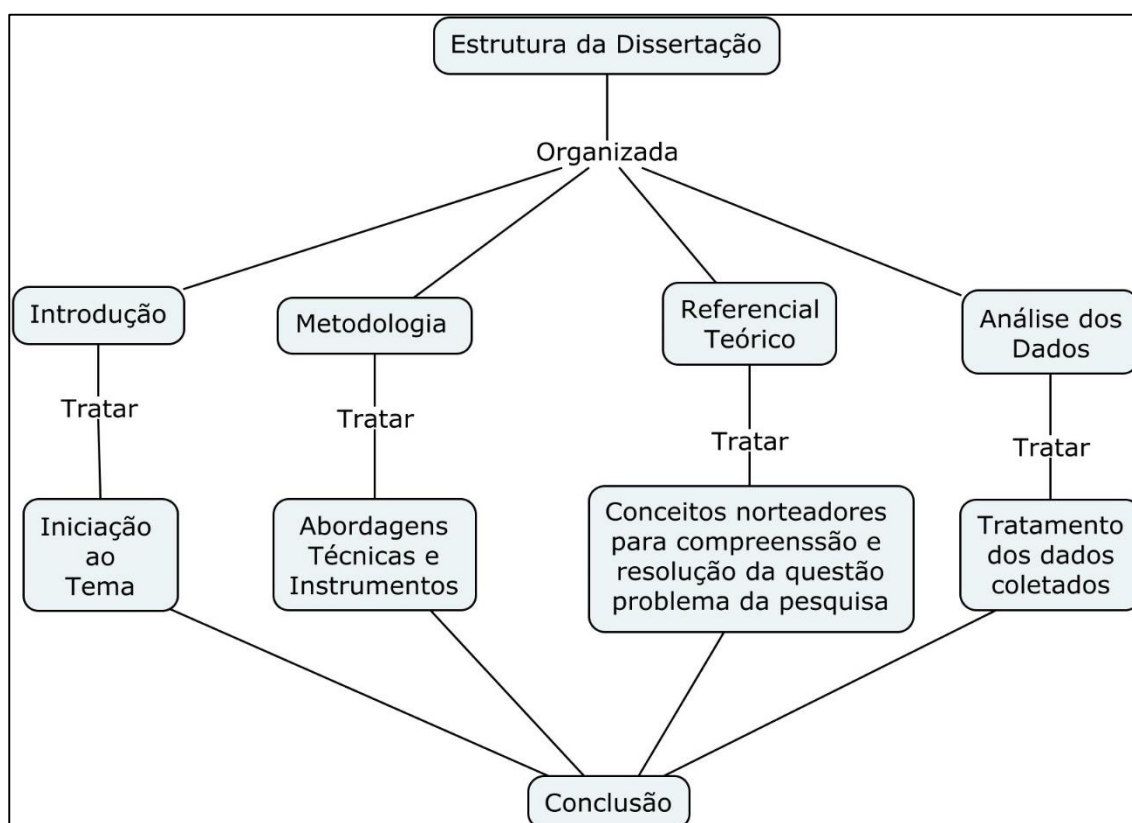 Estrutura da Dissertação
Organizada
Introdução
Metodologia
Referencial
Teórico
Análise dos
Dados
Tratar
Tratar
Tratar
Tratar
Iniciação
ao
Tema
Abordagens
Técnicas e
Instrumentos
Conceitos norteadores
para compreenssão e
resolução da questão
problema da pesquisa
Tratamento
dos dados
coletados
Conclusão